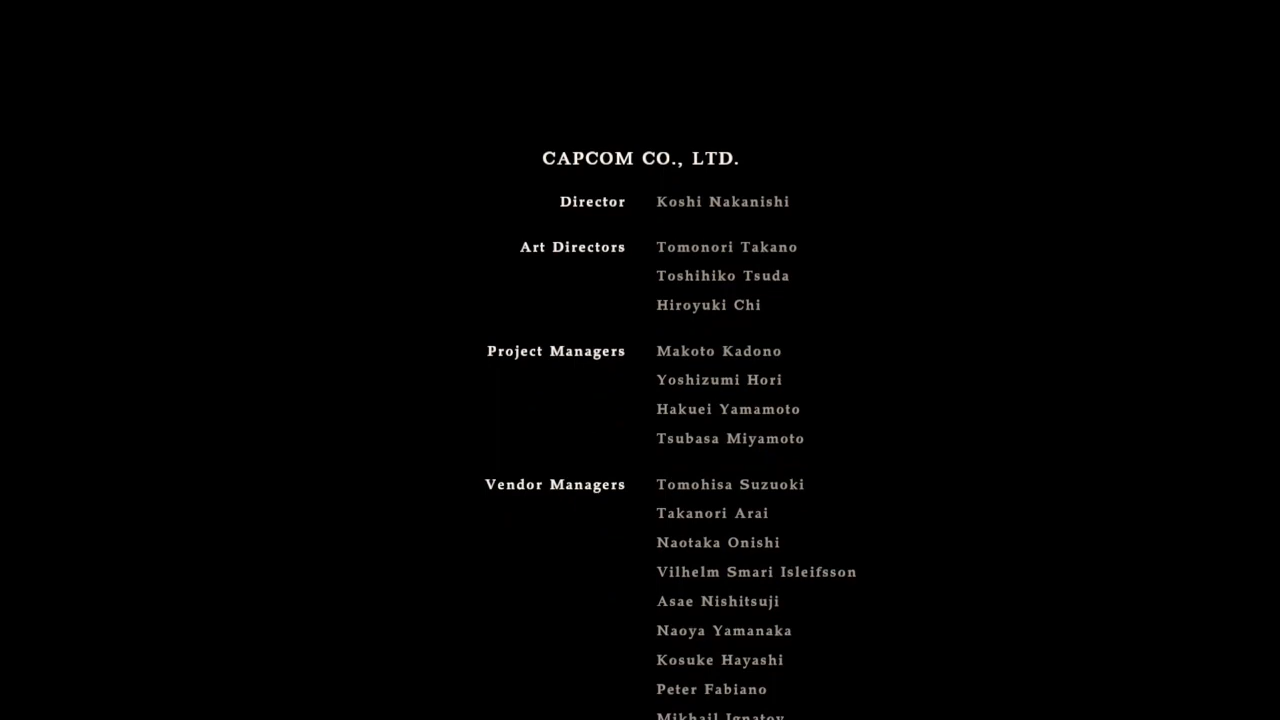 CAPCOM CO., LTD.
Director Koshi Nakanishi
Art Directors Tomonori Takano
Toshihiko Tsuda
Hiroyuki Chi
Project Managers Makoto Kadono
Yoshizumi Hori
Hakuei Yamamoto
Tsubasa Miyamoto
Vendor Managers Tomohisa Suzuoki
Takanori Arai
Naotaka Onishi
Vilhelm Smari Isleifsson
Asae Nishitsuji
Naoya Yamanaka
Kosuke Hayashi
Peter Fabiano
Mikhail Ignatov